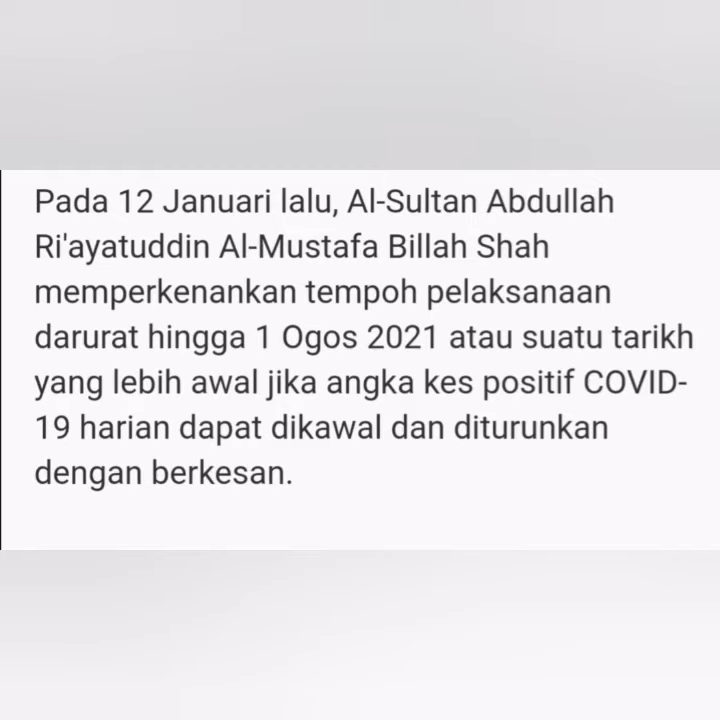 Pada 12 Januari lalu, Al-Sultan Abdullah
Ri'ayatuddin Al-Mustafa Billah Shah
memperkenankan tempoh pelaksanaan
darurat hingga 1 Ogos 2021 atau suatu tarikh
yang lebih awal jika angka kes positif COVID-
19 harian dapat dikawal dan diturunkan
dengan berkesan.